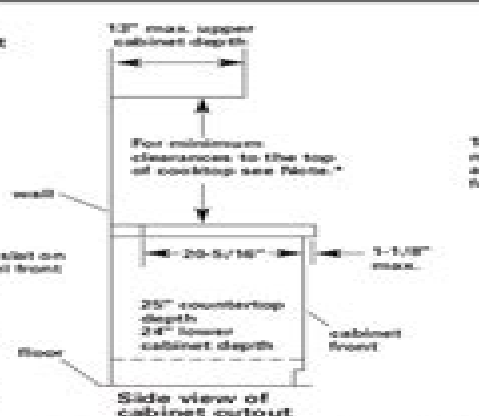 13" max. upper
cabinet depth
For minimum
clearances to the top
of cooktop see Note.*
wall
20-5/16"
1-1/8"
max.
25" countertop
depth
24" lower
cabinet depth
cabinet
front
floor
Side view of
cabinet cutout